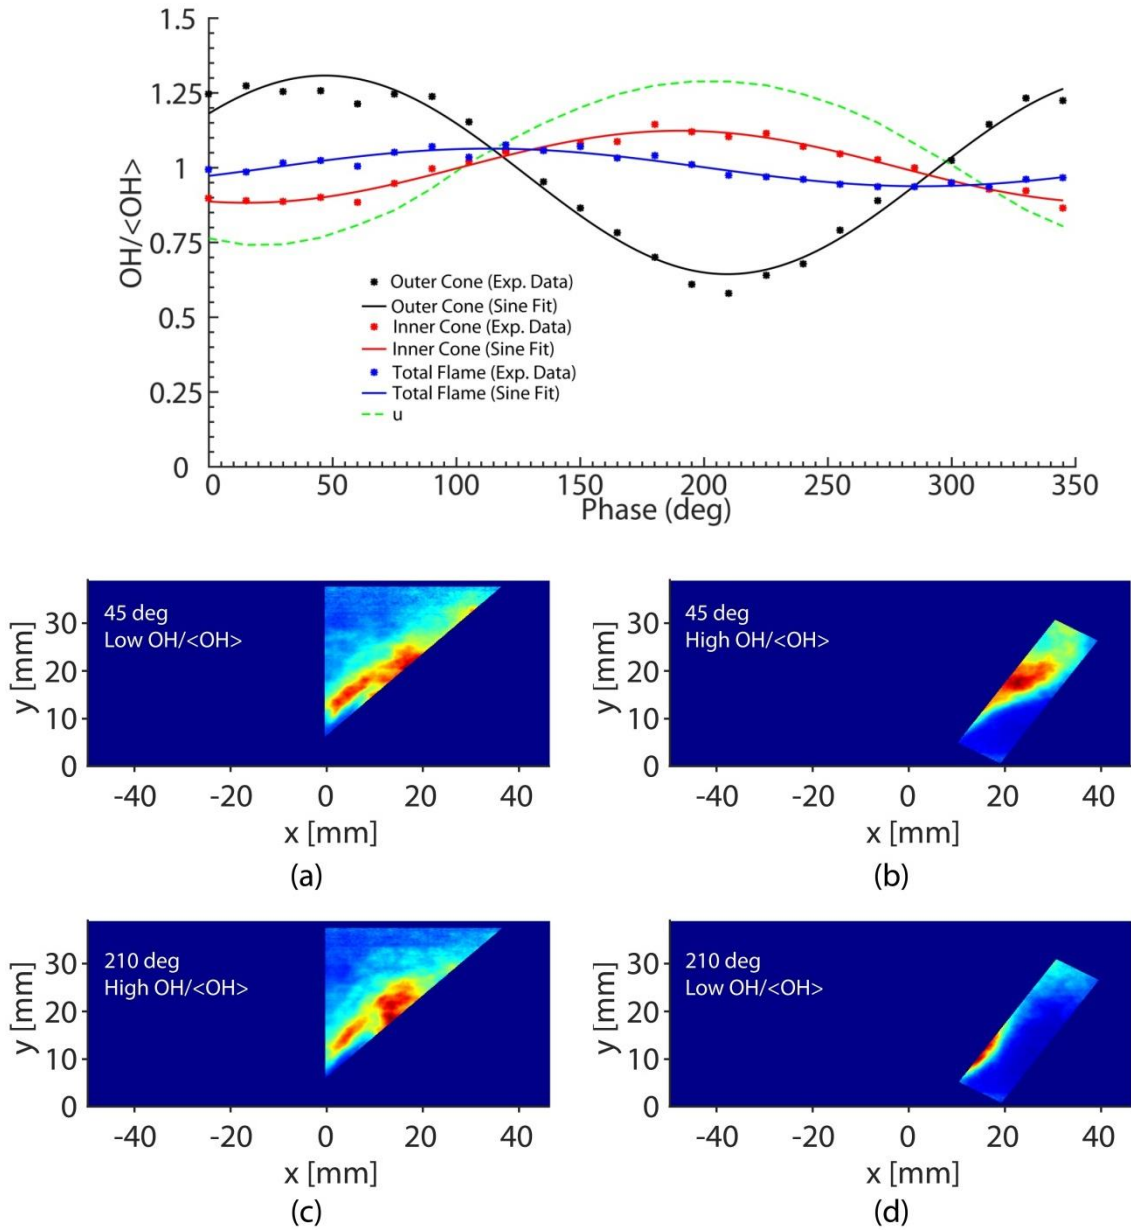 1.5
1.25
1
0.75
0.5
0.25
0
OH/<OH>
Outer Cone (Exp. Data)
Outer Cone (Sine Fit)
Inner Cone (Exp. Data)
Inner Cone (Sine Fit)
Total Flame (Exp. Data)
Total Flame (Sine Fit)
u
0 50 100 150 200 250 300 350
Phase (deg)
45 deg
Low OH/<OH>
30
20
10
0
y [mm]
-40 -20 0 20 40
x [mm]
(a)
45 deg
High OH/<OH>
30
20
10
0
y [mm]
-40 -20 0 20 40
x [mm]
(b)
210 deg
High OH/<OH>
30
20
10
0
y [mm]
-40 -20 0 20 40
x [mm]
(c)
210 deg
Low OH/<OH>
30
20
10
0
y [mm]
-40 -20 0 20 40
x [mm]
(d)